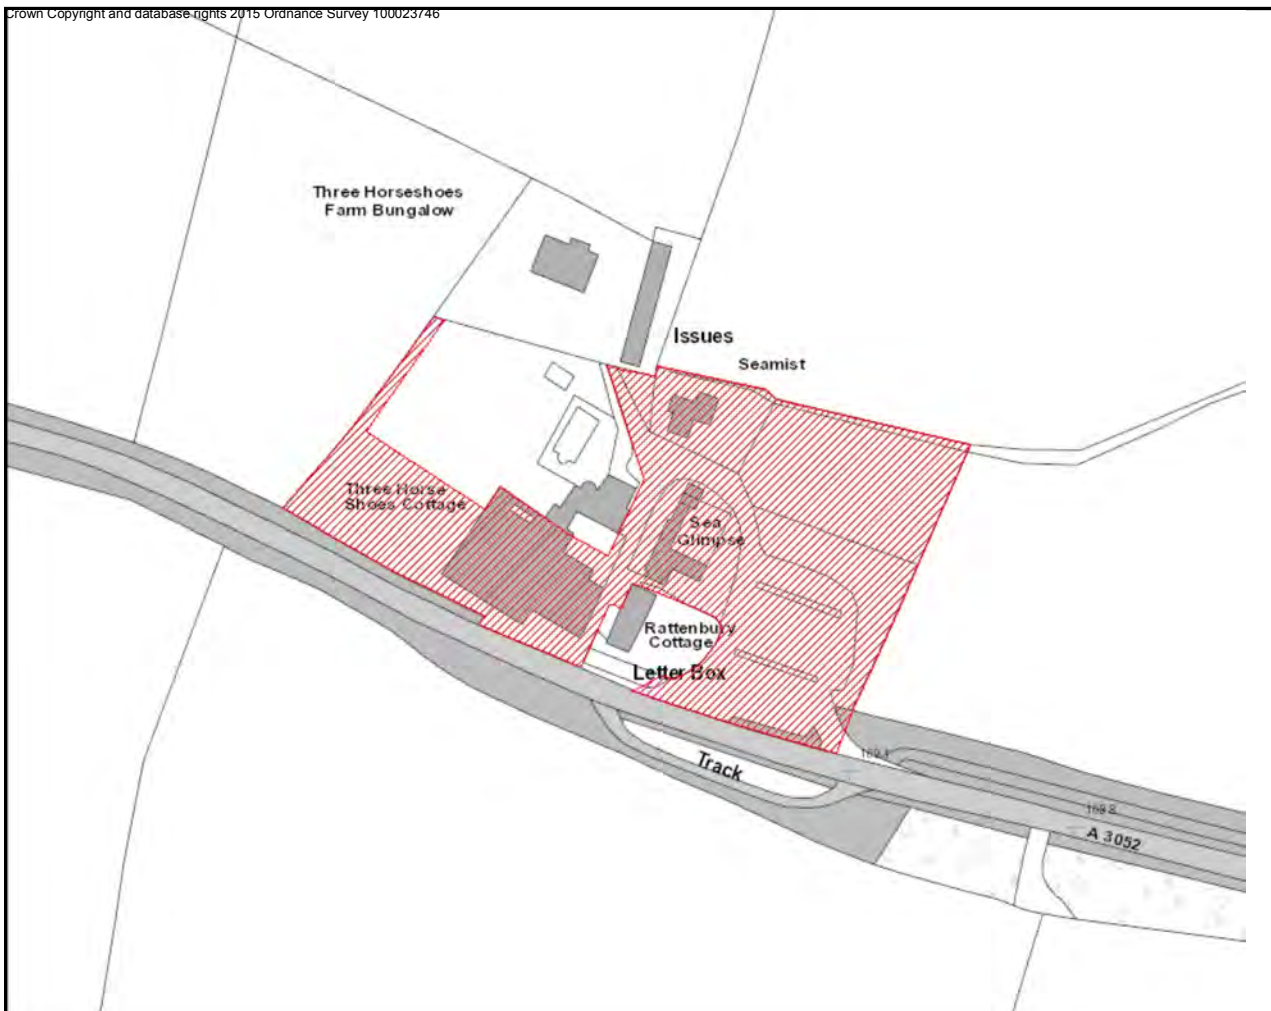 Crown Copyright and database rights 2015 Ordnance Survey 100023746
Three Horseshoes
Farm Bungalow
Issues
Seamist
Three Horse
Shoes Cottage
Sea
Glimpse
Rattenbury
Cottage
Letter Box
Track
A 3052